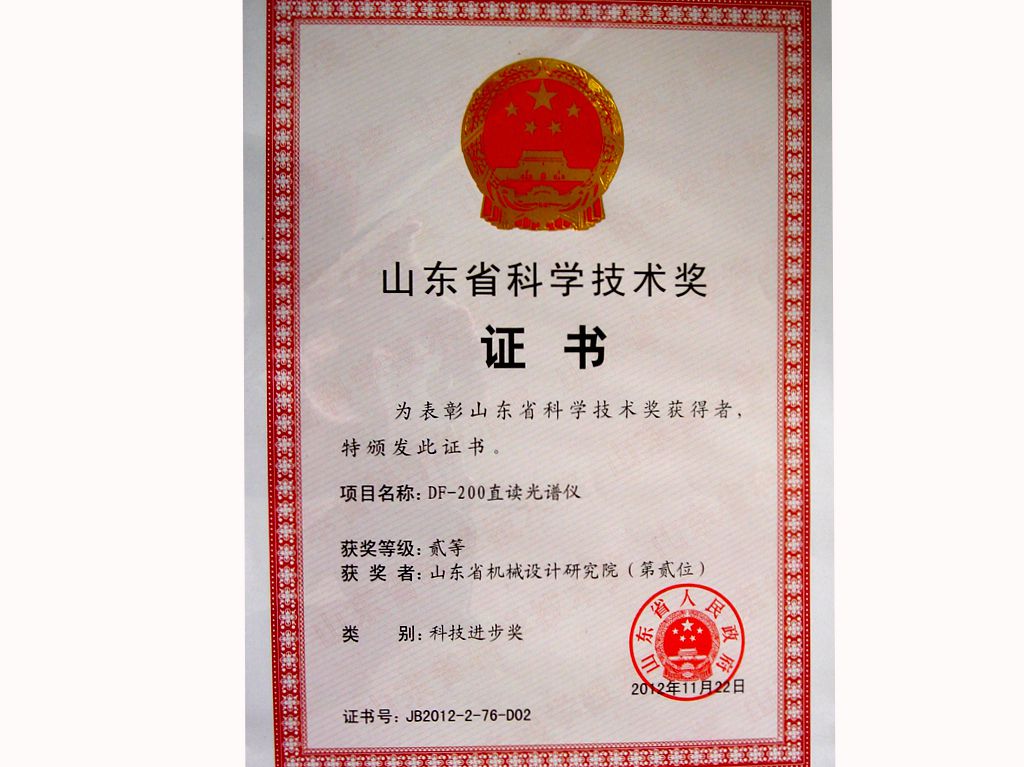 山东省科学技术奖
证书
为表彰山东省科学技术奖获得者,
特颁发此证书。
项目名称: DF-200直读光谱仪
获奖等级: 贰等
获奖者: 山东省机械设计研究院（第贰位）
山东省人民政府
类别: 科技进步奖
2012年11月22日
证书号: JB2012-2-76-D02